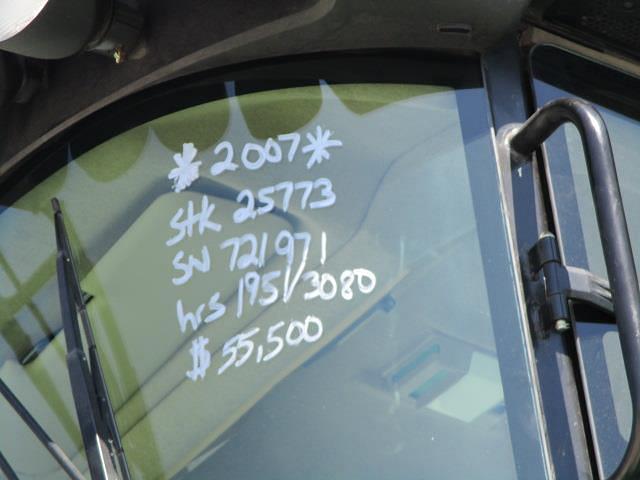 *2007*
Stk 25773
SN 721971
hrs 1951/3080
$55,500